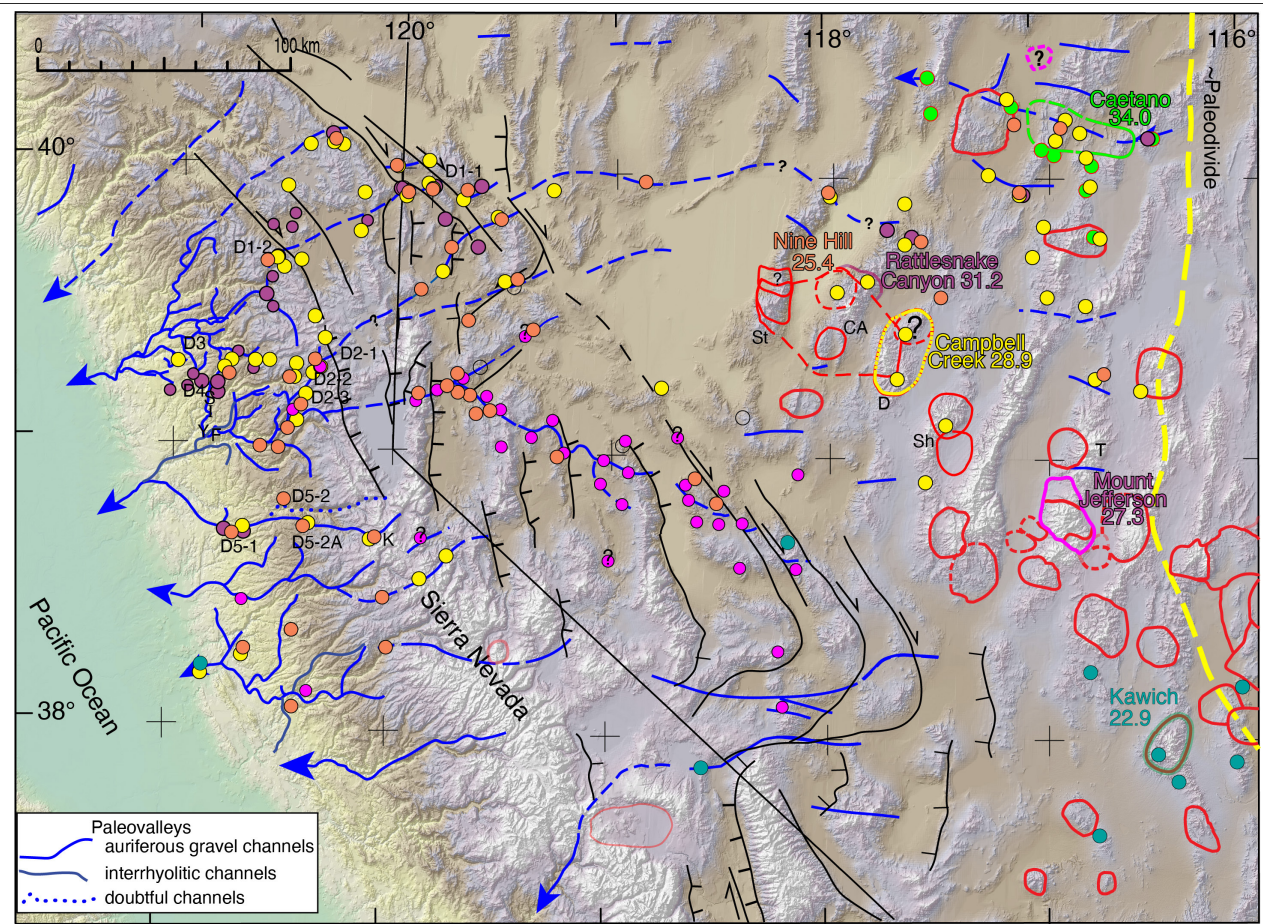 120°
118°
116°
0
100 km
?
~Paleodivide
Caetano
34.0
40°
D1-1
?
?
D1-2
Nine Hill
25.4
Rattlesnake
Canyon 31.2
?
?
?
?
St
CA
Campbell
Creek 28.9
D3
D2-1
D2-2
D4
D2-3
D
?
Sh
T
Mount
Jefferson
27.3
D5-2
D5-1
D5-2A
K
?
?
Sierra Nevada
Pacific Ocean
38°
Kawich
22.9
Paleovalleys
auriferous gravel channels
interrhyolitic channels
doubtful channels